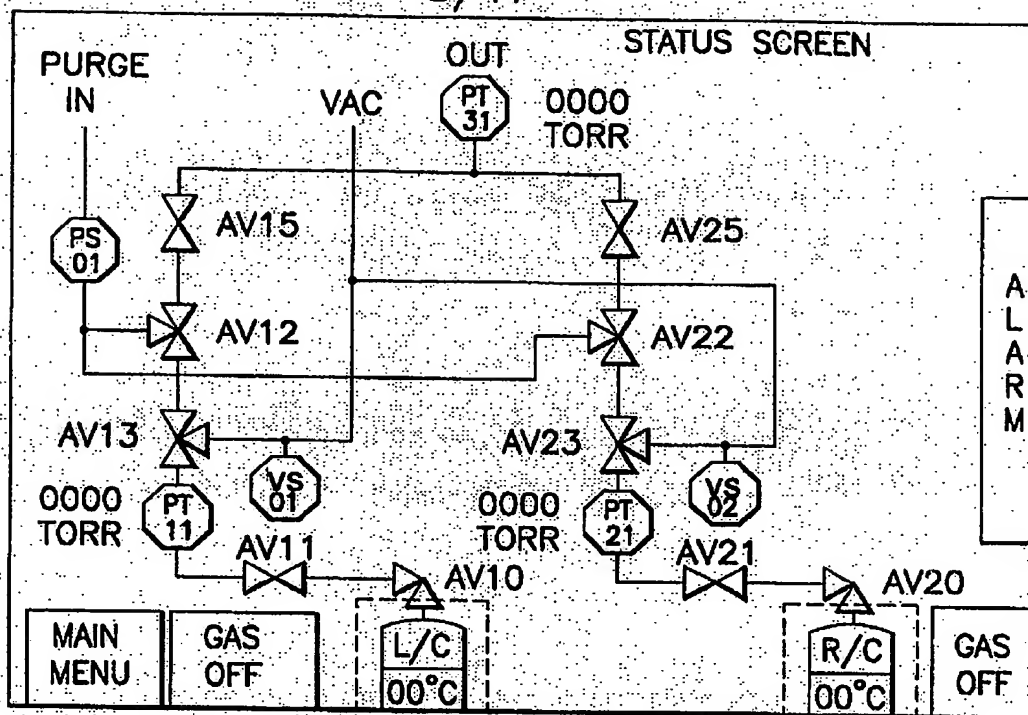 STATUS SCREEN
PURGE
IN
VAC
OUT
PT
31
0000
TORR
PS
01
AV15
AV25
AV12
AV22
AV13
AV23
VS
01
VS
02
0000
TORR
PT
11
0000
TORR
PT
21
AV11
AV10
AV21
AV20
A
L
A
R
M
MAIN
MENU
GAS
OFF
L/C
00°C
R/C
00°C
GAS
OFF